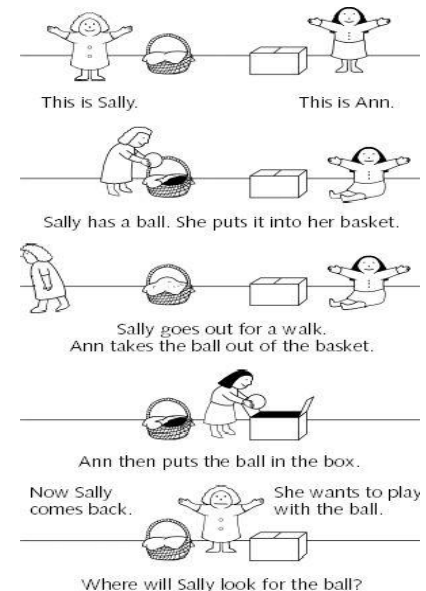 This is Sally.
This is Ann.
Sally has a ball. She puts it into her basket.
Sally goes out for a walk.
Ann takes the ball out of the basket.
Ann then puts the ball in the box.
Now Sally
comes back.
She wants to play
with the ball.
Where will Sally look for the ball?